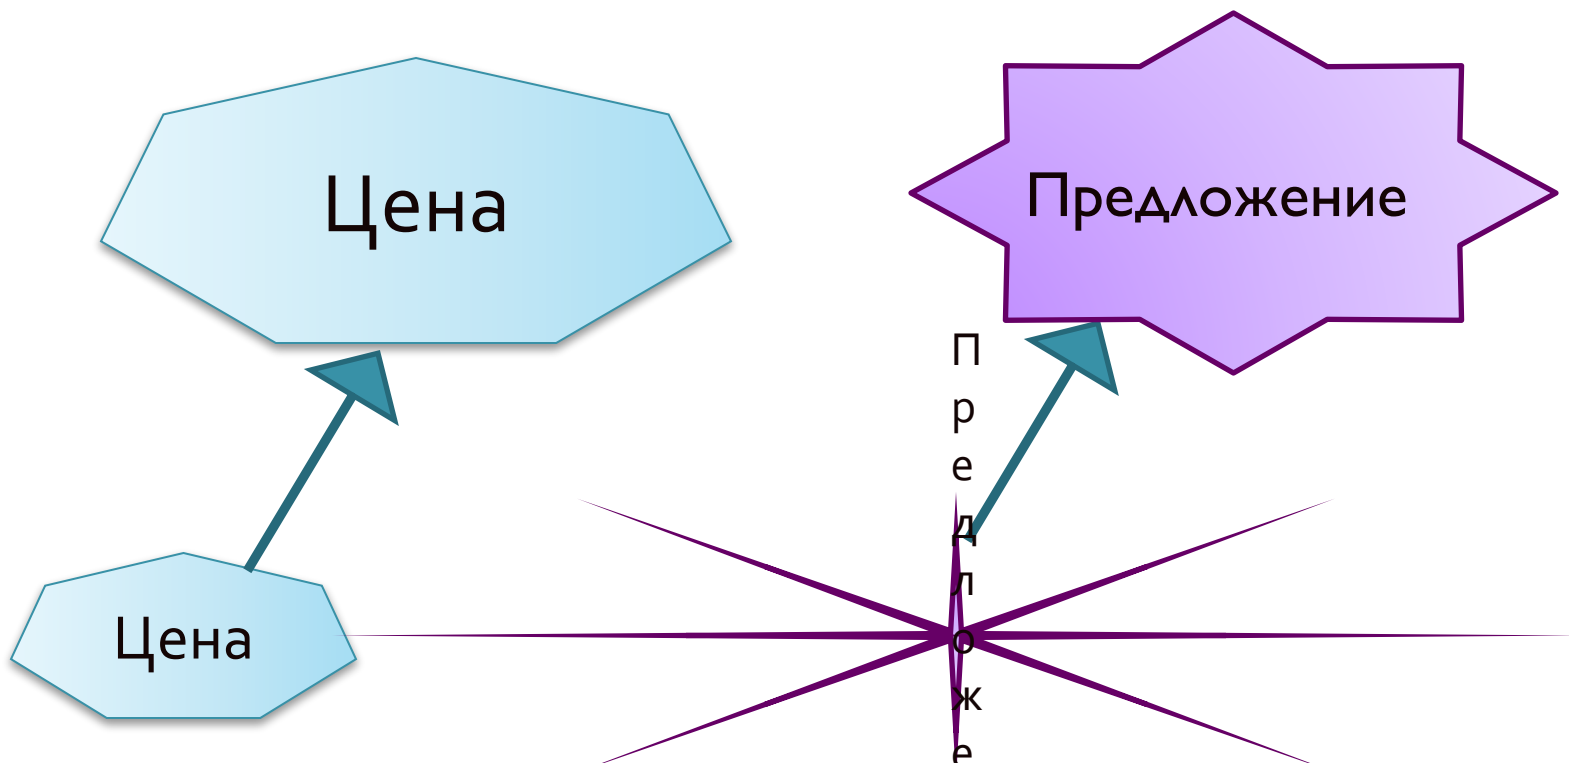 Цена
Предложение
П
р
е
д
л
о
ж
е
Цена